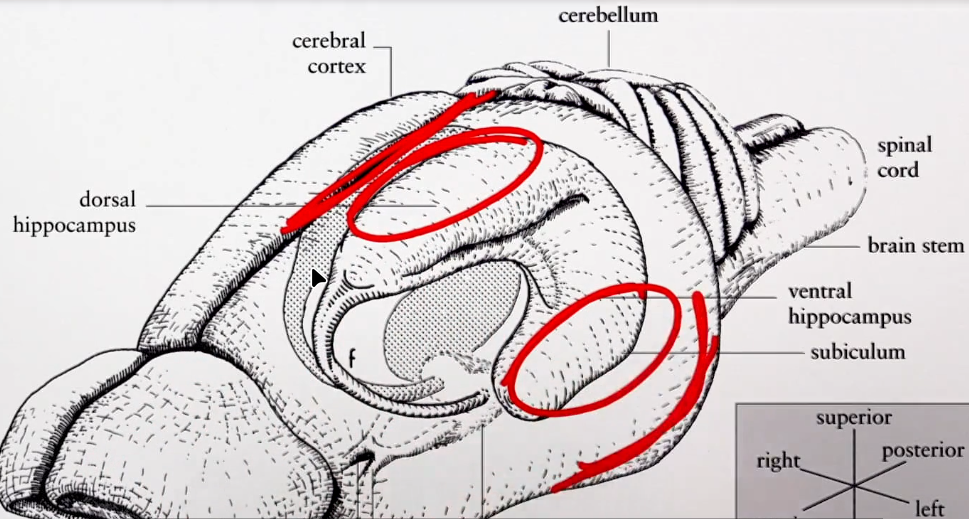 cerebellum
cerebral
cortex
spinal
cord
dorsal
hippocampus
brain stem
ventral
hippocampus
subiculum
f
superior
right
posterior
left